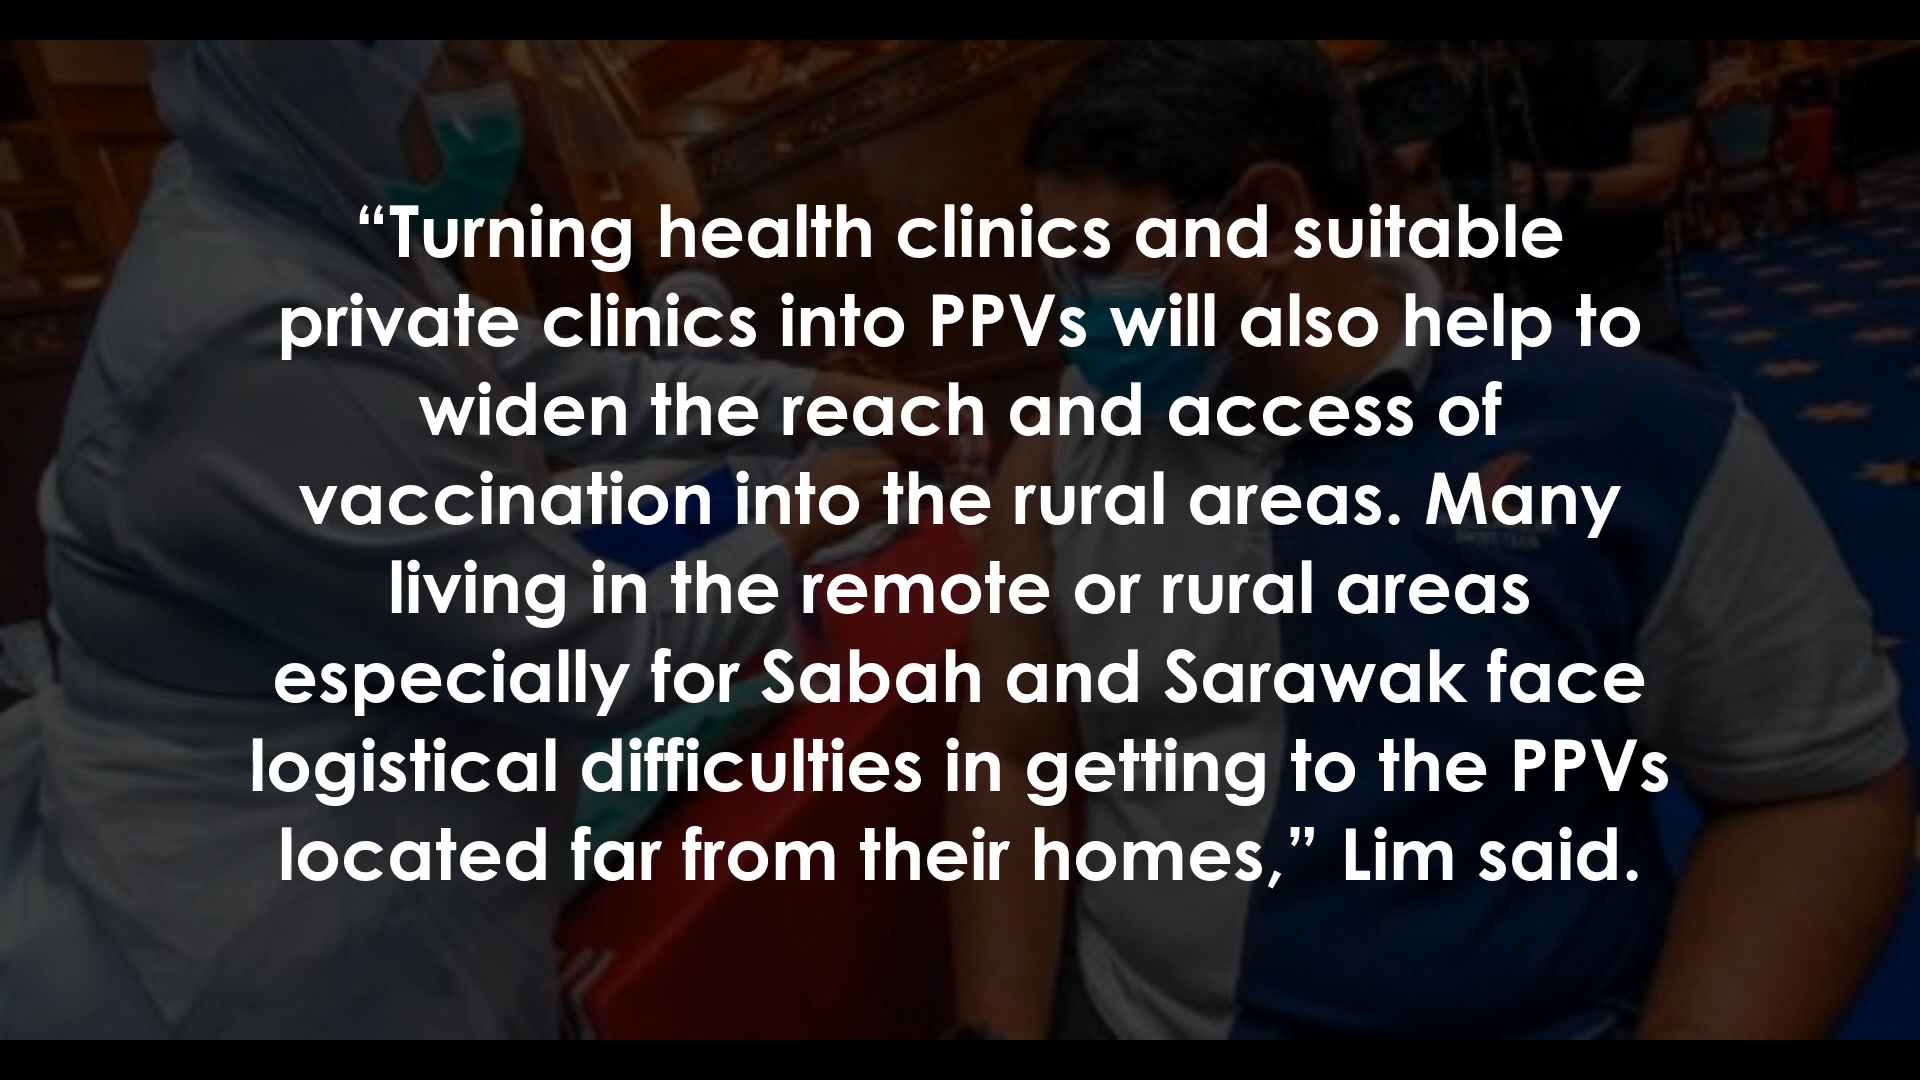 “Turning health clinics and suitable
private clinics into PPVs will also help to
widen the reach and access of
vaccination into the rural areas. Many
living in the remote or rural areas
especially for Sabah and Sarawak face
logistical difficulties in getting to the PPVs
located far from their homes,” Lim said.